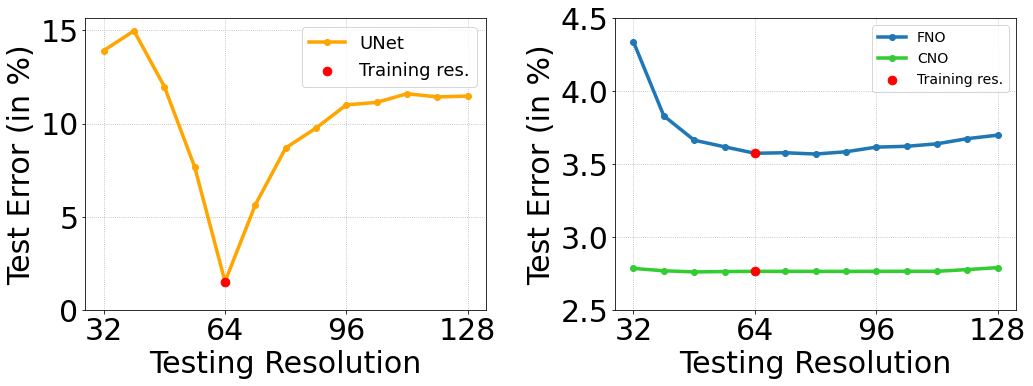 Test Error (in %)
15
10
5
0
32 64 96 128
Testing Resolution
UNet
Training res.
Test Error (in %)
4.5
4.0
3.5
3.0
2.5
32 64 96 128
Testing Resolution
FNO
CNO
Training res.